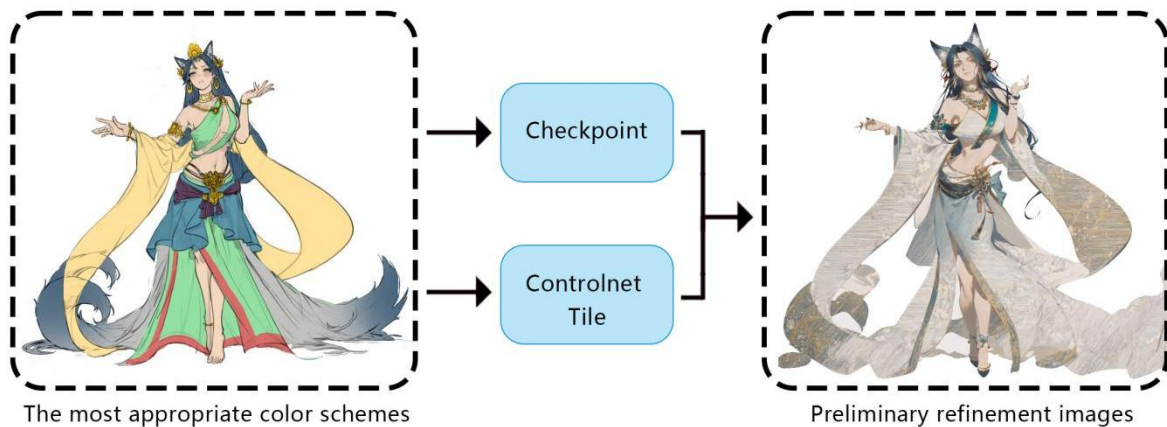 Checkpoint
Controlnet
Tile
The most appropriate color schemes
Preliminary refinement images